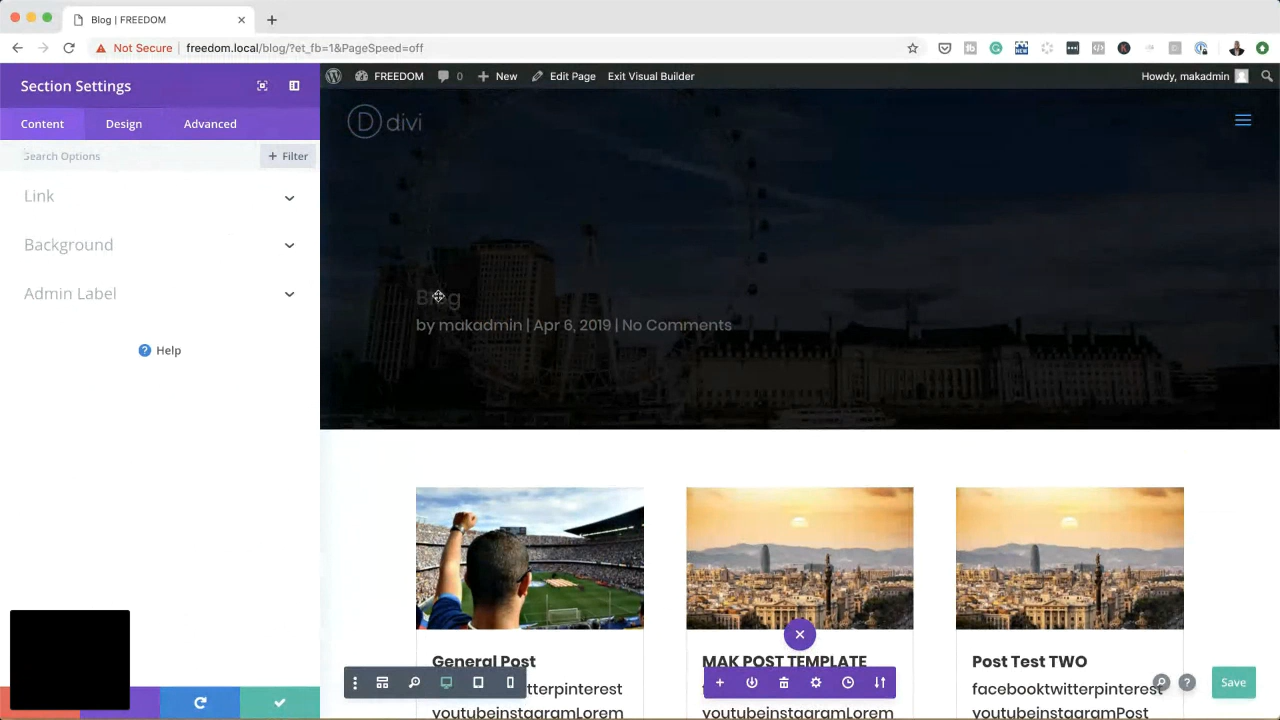 Blog | FREEDOM
Not Secure | freedom.local/blog/?et_fb=1&PageSpeed=off
FREEDOM 0 New Edit Page Exit Visual Builder Howdy, makadmin
Section Settings
Content Design Advanced
Search Options
+ Filter
Link
Background
Admin Label
? Help
D divi
Blog
by makadmin | Apr 6, 2019 | No Comments
General Post
MAK POST TEMPLATE
Post Test TWO
tterpinterest
facebooktwitterpinterest
youtubeinstagramLorem
youtubeinstagramLorem
youtubeinstagramPost
?
Save